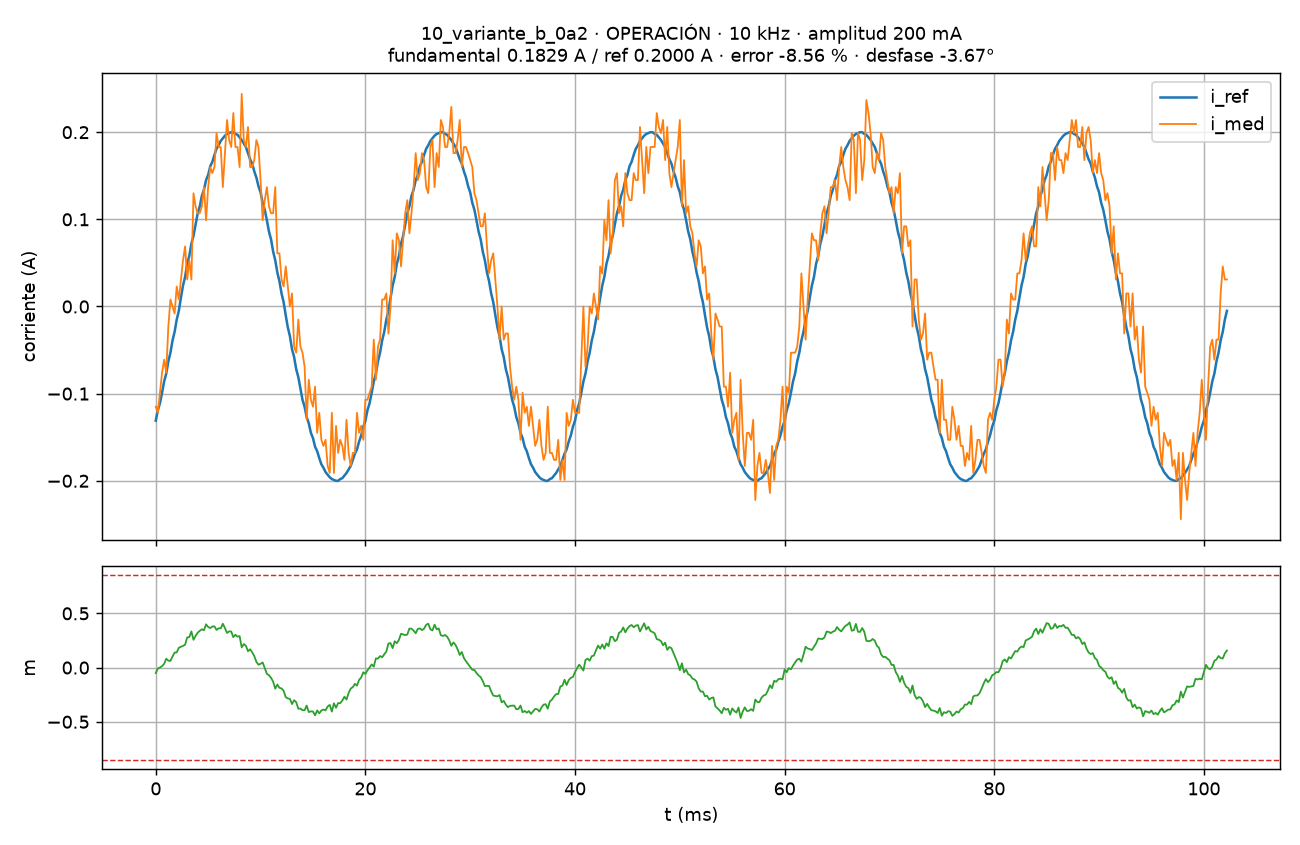 10_variante_b_0a2 · OPERACIÓN · 10 kHz · amplitud 200 mA
fundamental 0.1829 A / ref 0.2000 A · error -8.56 % · desfase -3.67°
i_ref
i_med
0.2
0.1
0.0
−0.1
−0.2
corriente (A)
0.5
0.0
−0.5
m
0
20
40
60
80
100
t (ms)